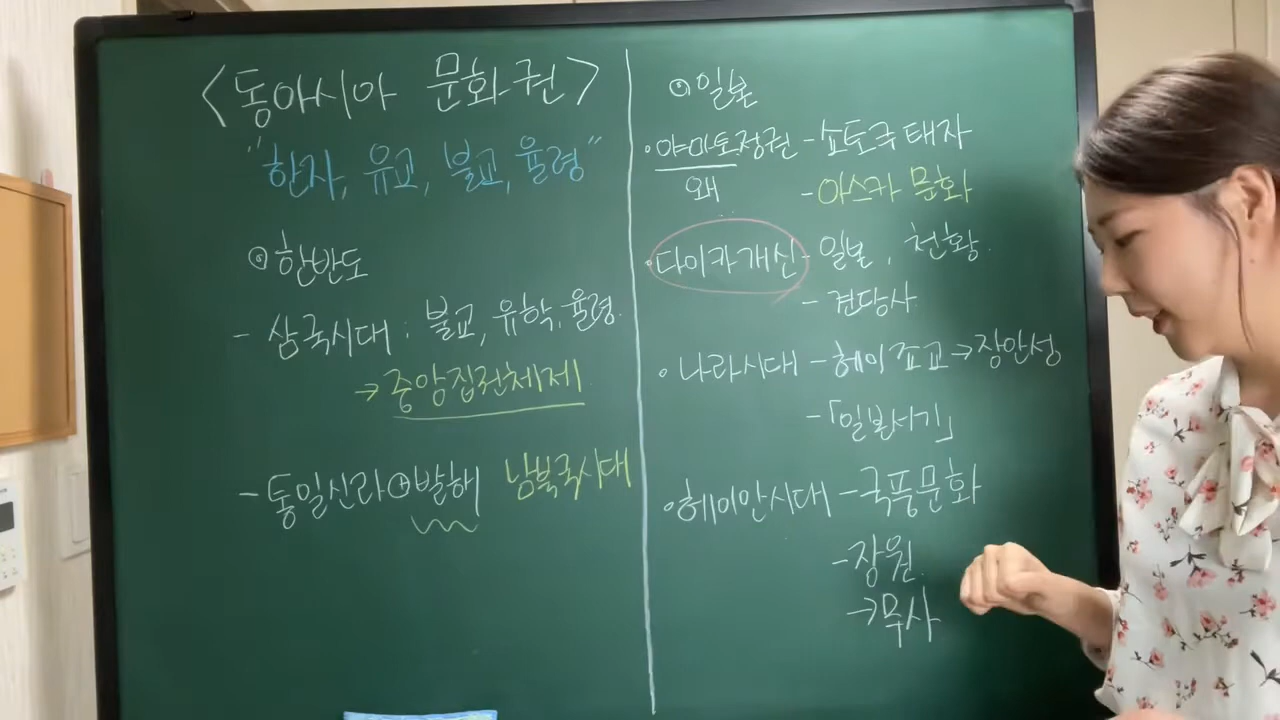 <동아시아 문화권>
"한자, 유교, 불교, 율령"
⊙ 한반도
- 삼국시대 : 불교, 유학, 율령.
→ 중앙집권체제
- 통일신라⊕발해 남북국시대
⊙ 일본
• 야마토정권 - 쇼토쿠 태자
왜 - 아스카 문화
• 다이카개신 - 일본, 천황.
- 견당사
• 나라시대 - 헤이죠쿄 → 장안성
- 「일본서기」
• 헤이안시대 - 국풍문화
- 장원
→ 무사